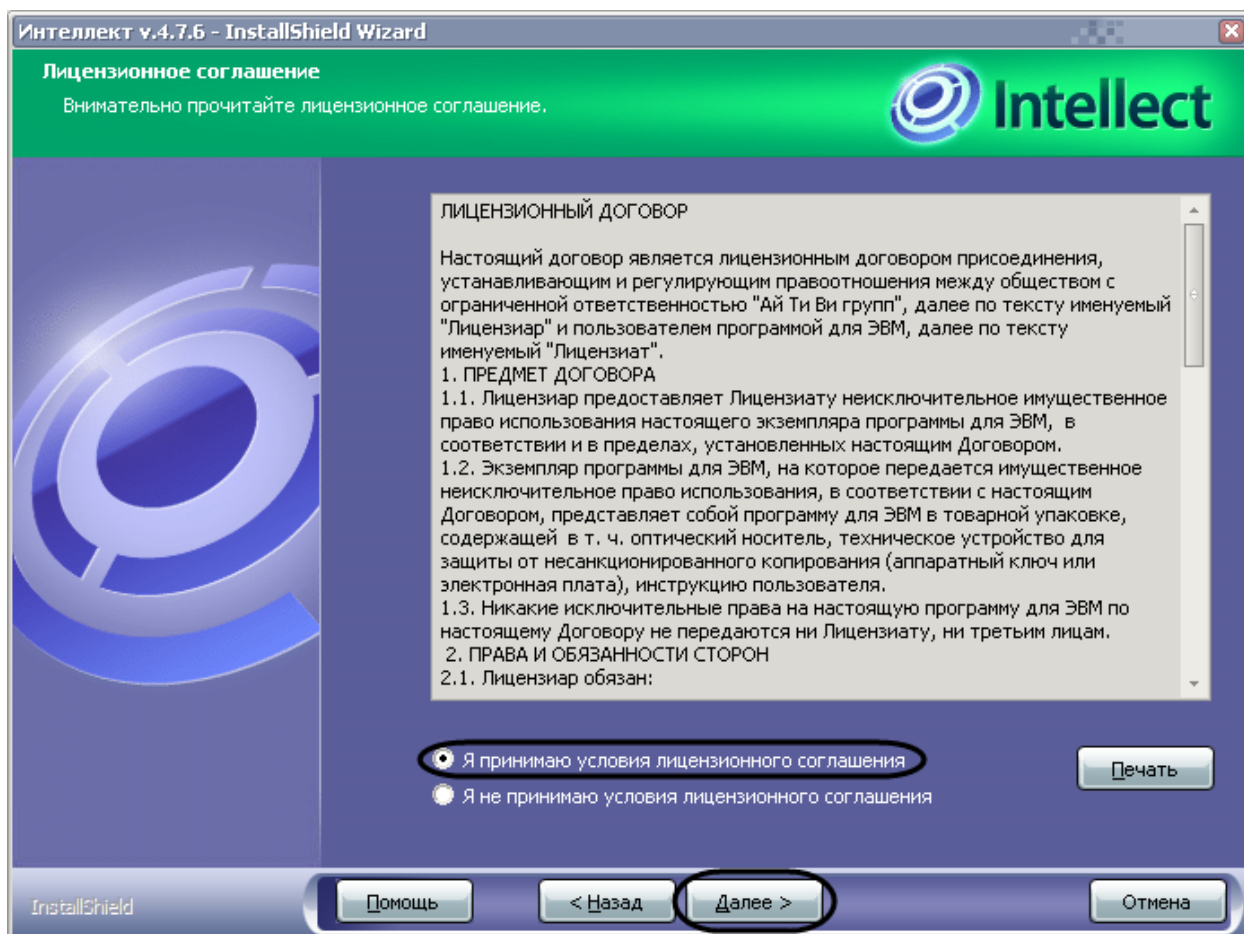 Интеллект v.4.7.6 - InstallShield Wizard
Лицензионное соглашение
Внимательно прочитайте лицензионное соглашение.
Intellect
ЛИЦЕНЗИОННЫЙ ДОГОВОР
Настоящий договор является лицензионным договором присоединения,
устанавливающим и регулирующим правоотношения между обществом с
ограниченной ответственностью "Ай Ти Ви групп", далее по тексту именуемый
"Лицензиар" и пользователем программой для ЭВМ, далее по тексту
именуемый "Лицензиат".
1. ПРЕДМЕТ ДОГОВОРА
1.1. Лицензиар предоставляет Лицензиату неисключительное имущественное
право использования настоящего экземпляра программы для ЭВМ, в
соответствии и в пределах, установленных настоящим Договором.
1.2. Экземпляр программы для ЭВМ, на которое передается имущественное
неисключительное право использования, в соответствии с настоящим
Договором, представляет собой программу для ЭВМ в товарной упаковке,
содержащей в т. ч. оптический носитель, техническое устройство для
защиты от несанкционированного копирования (аппаратный ключ или
электронная плата), инструкцию пользователя.
1.3. Никакие исключительные права на настоящую программу для ЭВМ по
настоящему Договору не передаются ни Лицензиату, ни третьим лицам.
2. ПРАВА И ОБЯЗАННОСТИ СТОРОН
2.1. Лицензиар обязан:
Я принимаю условия лицензионного соглашения
Я не принимаю условия лицензионного соглашения
Печать
InstallShield
Помощь
< Назад
Далее >
Отмена